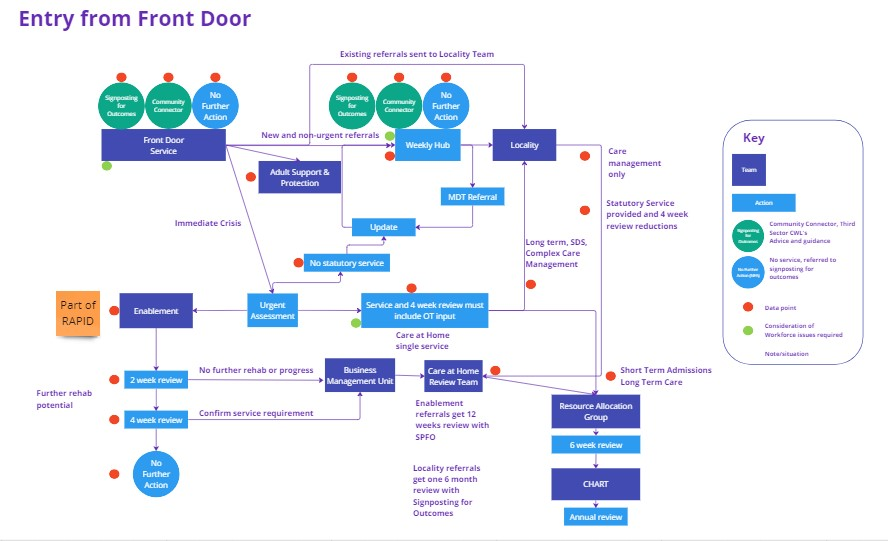 Entry from Front Door
Existing referrals sent to Locality Team
Signposting
for
Outcomes
Community
Connector
No
Further
Action
Signposting
for
Outcomes
Community
Connector
No
Further
Action
Front Door
Service
New and non-urgent referrals
Weekly Hub
Locality
Adult Support &
Protection
MDT Referral
Care
management
only
Immediate Crisis
Update
Statutory Service
provided and 4 week
review reductions
No statutory service
Long term, SDS,
Complex Care
Management
Part of
RAPID
Enablement
Urgent
Assessment
Service and 4 week review must
include OT input
Care at Home
single service
2 week review
No further rehab or progress
Business
Management Unit
Care at Home
Review Team
Short Term Admissions
Long Term Care
Further rehab
potential
4 week review
Confirm service requirement
Enablement
referrals get 12
weeks review with
SPFO
Resource Allocation
Group
6 week review
No
Further
Action
Locality referrals
get one 6 month
review with
Signposting for
Outcomes
CHART
Annual review
Key
Team
Action
Signposting
for
Outcomes
Community Connector, Third
Sector CWL's
Advice and guidance
No Further
Action (NFA)
No service, referred to
signposting for
outcomes
Data point
Consideration of
Workforce issues required
Note/situation